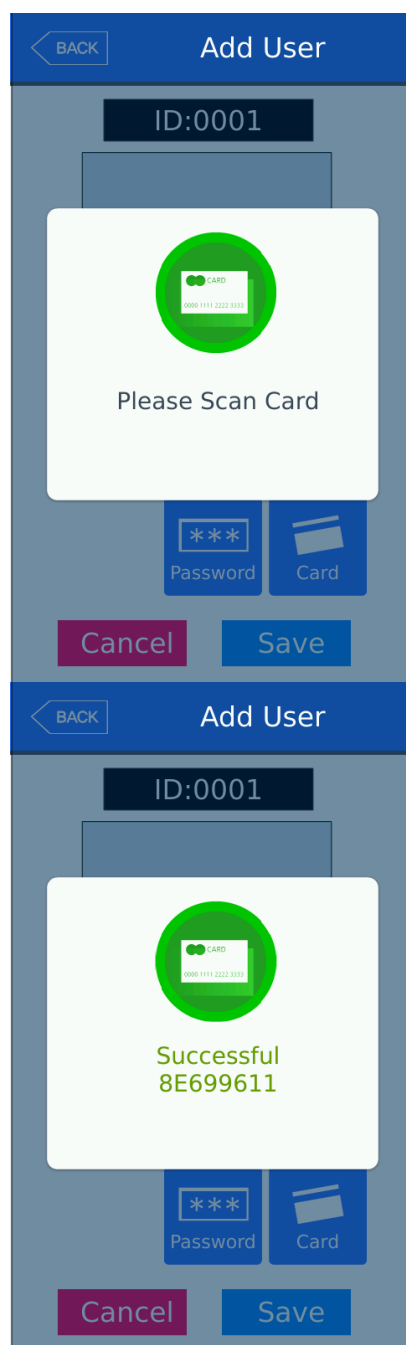 BACK
Add User
ID:0001
CARD
0000 1111 2222 3333
Please Scan Card
***
Password
Card
Cancel
Save
BACK
Add User
ID:0001
CARD
0000 1111 2222 3333
Successful
8E699611
***
Password
Card
Cancel
Save